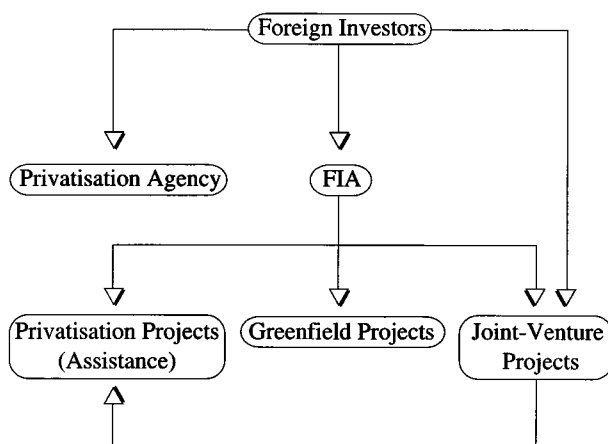 Foreign Investors
Privatisation Agency
FIA
Privatisation Projects
(Assistance)
Greenfield Projects
Joint-Venture
Projects